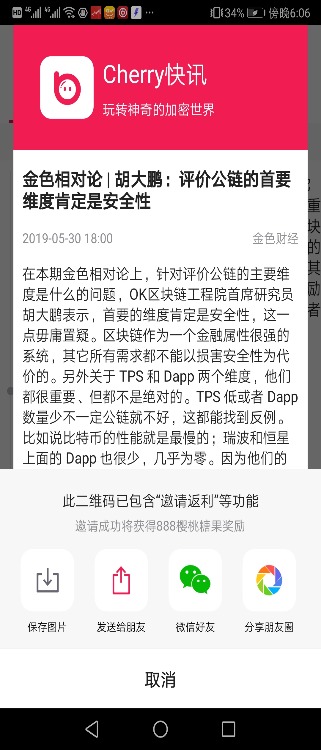 HD 4G 4G 34% 傍晚6:06
Cherry快讯
玩转神奇的加密世界
金色相对论 | 胡大鹏：评价公链的首要
维度肯定是安全性
2019-05-30 18:00 金色财经
在本期金色相对论上，针对评价公链的主要维
度是什么的问题，OK区块链工程院首席研究员
胡大鹏表示，首要的维度肯定是安全性，这一
点毋庸置疑。区块链作为一个金融属性很强的
系统，其它所有需求都不能以损害安全性为代
价的。另外关于 TPS 和 Dapp 两个维度，他们
都很重要、但都不是绝对的。TPS 低或者 Dapp
数量少不一定公链就不好，这都能找到反例。
比如说比特币的性能就是最慢的；瑞波和恒星
上面的 Dapp 也很少，几乎为零。因为他们的
重
块
的
其
励
者
此二维码已包含“邀请返利”等功能
邀请成功将获得888樱桃糖果奖励
保存图片 发送给朋友 微信好友 分享朋友圈
取消